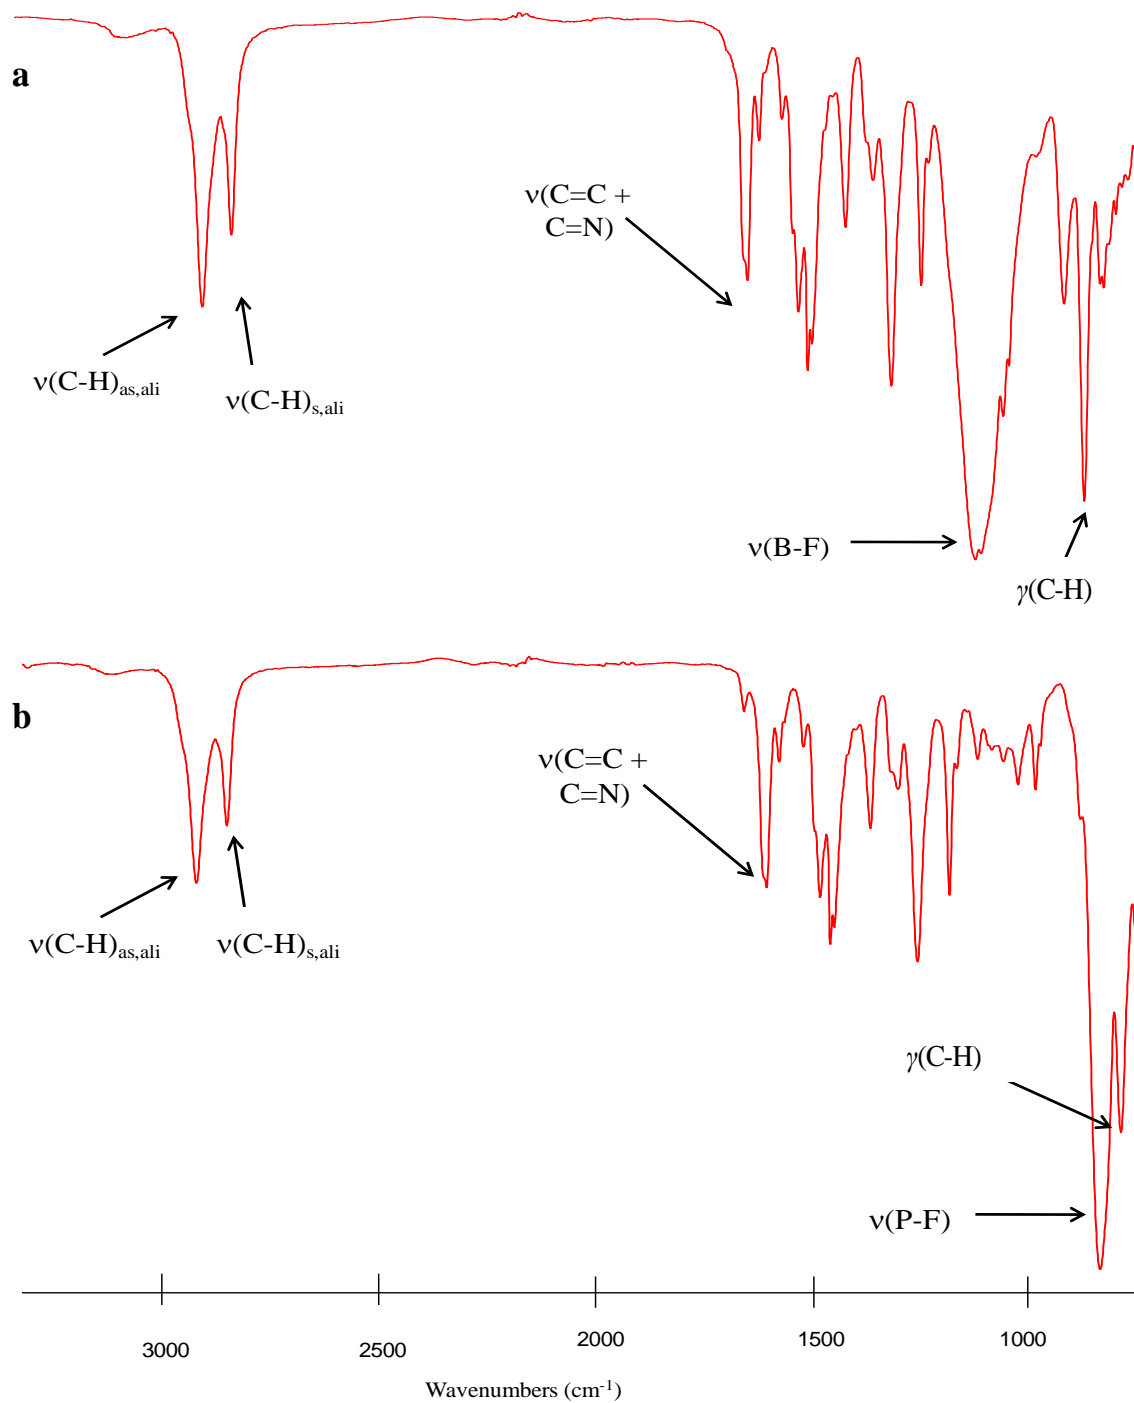 a
ν(C=C +
C=N)
ν(C-H)as,ali
ν(C-H)s,ali
ν(B-F)
γ(C-H)
b
ν(C=C +
C=N)
ν(C-H)as,ali
ν(C-H)s,ali
γ(C-H)
ν(P-F)
3000 2500 2000 1500 1000
Wavenumbers (cm-1)